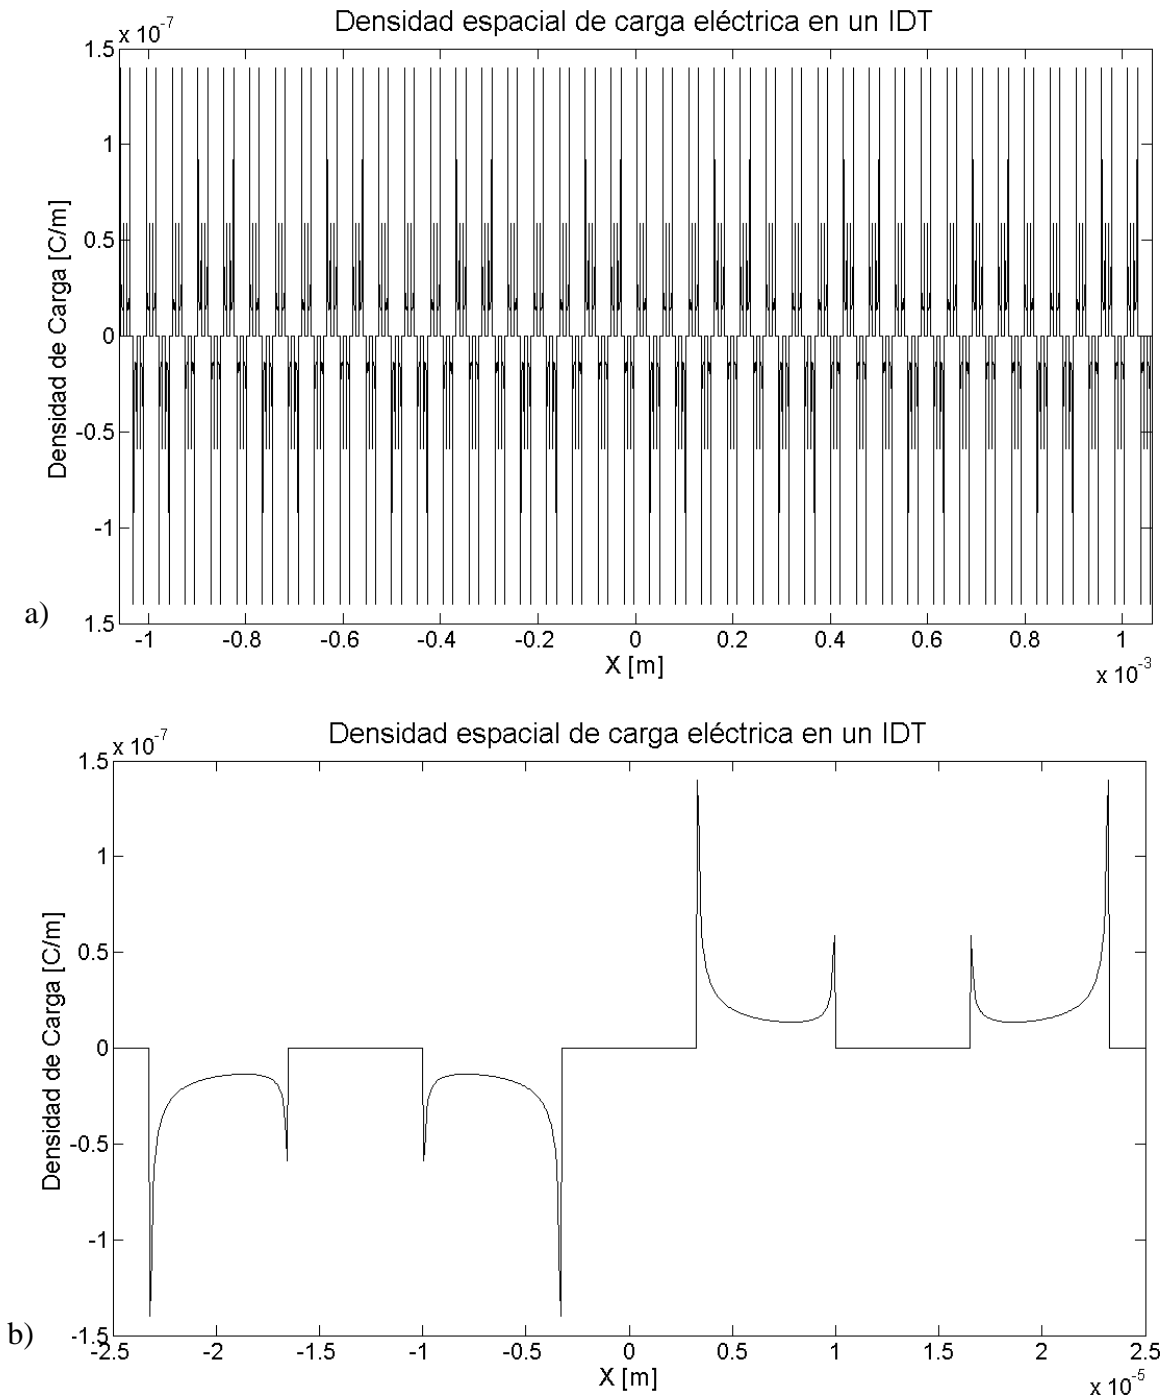 Densidad espacial de carga eléctrica en un IDT
x 10-7
1.5
1
0.5
0
-0.5
-1
1.5
Densidad de Carga [C/m]
a)
-1 -0.8 -0.6 -0.4 -0.2 0 0.2 0.4 0.6 0.8 1
X [m]
x 10-3
Densidad espacial de carga eléctrica en un IDT
x 10-7
1.5
1
0.5
0
-0.5
-1
-1.5
Densidad de Carga [C/m]
b)
-2.5 -2 -1.5 -1 -0.5 0 0.5 1 1.5 2 2.5
X [m]
x 10-5